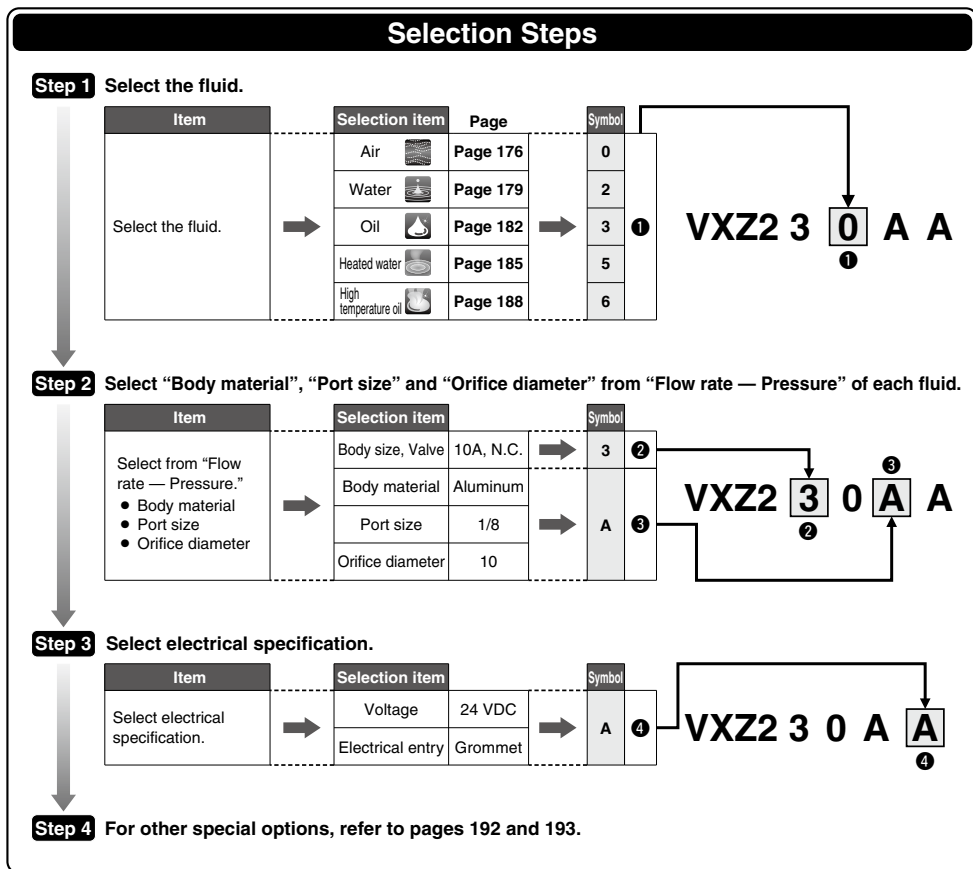 Selection Steps
Step 1 Select the fluid.
Item Selection item Page Symbol
Select the fluid.
Air Page 176 0
Water Page 179 2
Oil Page 182 3
Heated water Page 185 5
High
temperature oil Page 188 6
❶
VXZ2 3 0 A A
❶
Step 2 Select “Body material”, “Port size” and “Orifice diameter” from “Flow rate — Pressure” of each fluid.
Item Selection item Symbol
Select from “Flow
rate — Pressure.”
● Body material
● Port size
● Orifice diameter
Body size, Valve 10A, N.C. 3 ❷
Body material Aluminum
Port size 1/8 A ❸
Orifice diameter 10
❸
VXZ2 3 0 A A
❷
Step 3 Select electrical specification.
Item Selection item Symbol
Select electrical
specification.
Voltage 24 VDC
Electrical entry Grommet
A ❹
VXZ2 3 0 A A
❹
Step 4 For other special options, refer to pages 192 and 193.